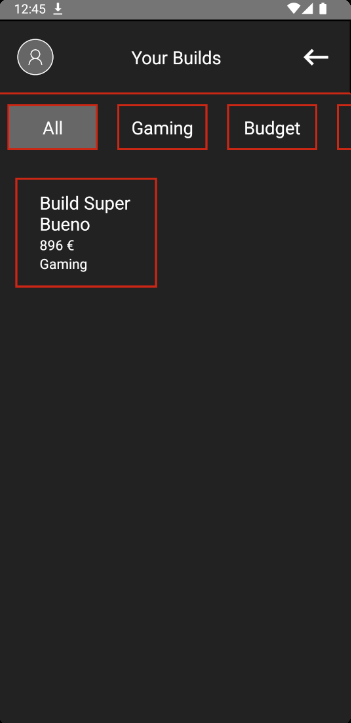 12:45
Your Builds
All
Gaming
Budget
Build Super
Bueno
896 €
Gaming